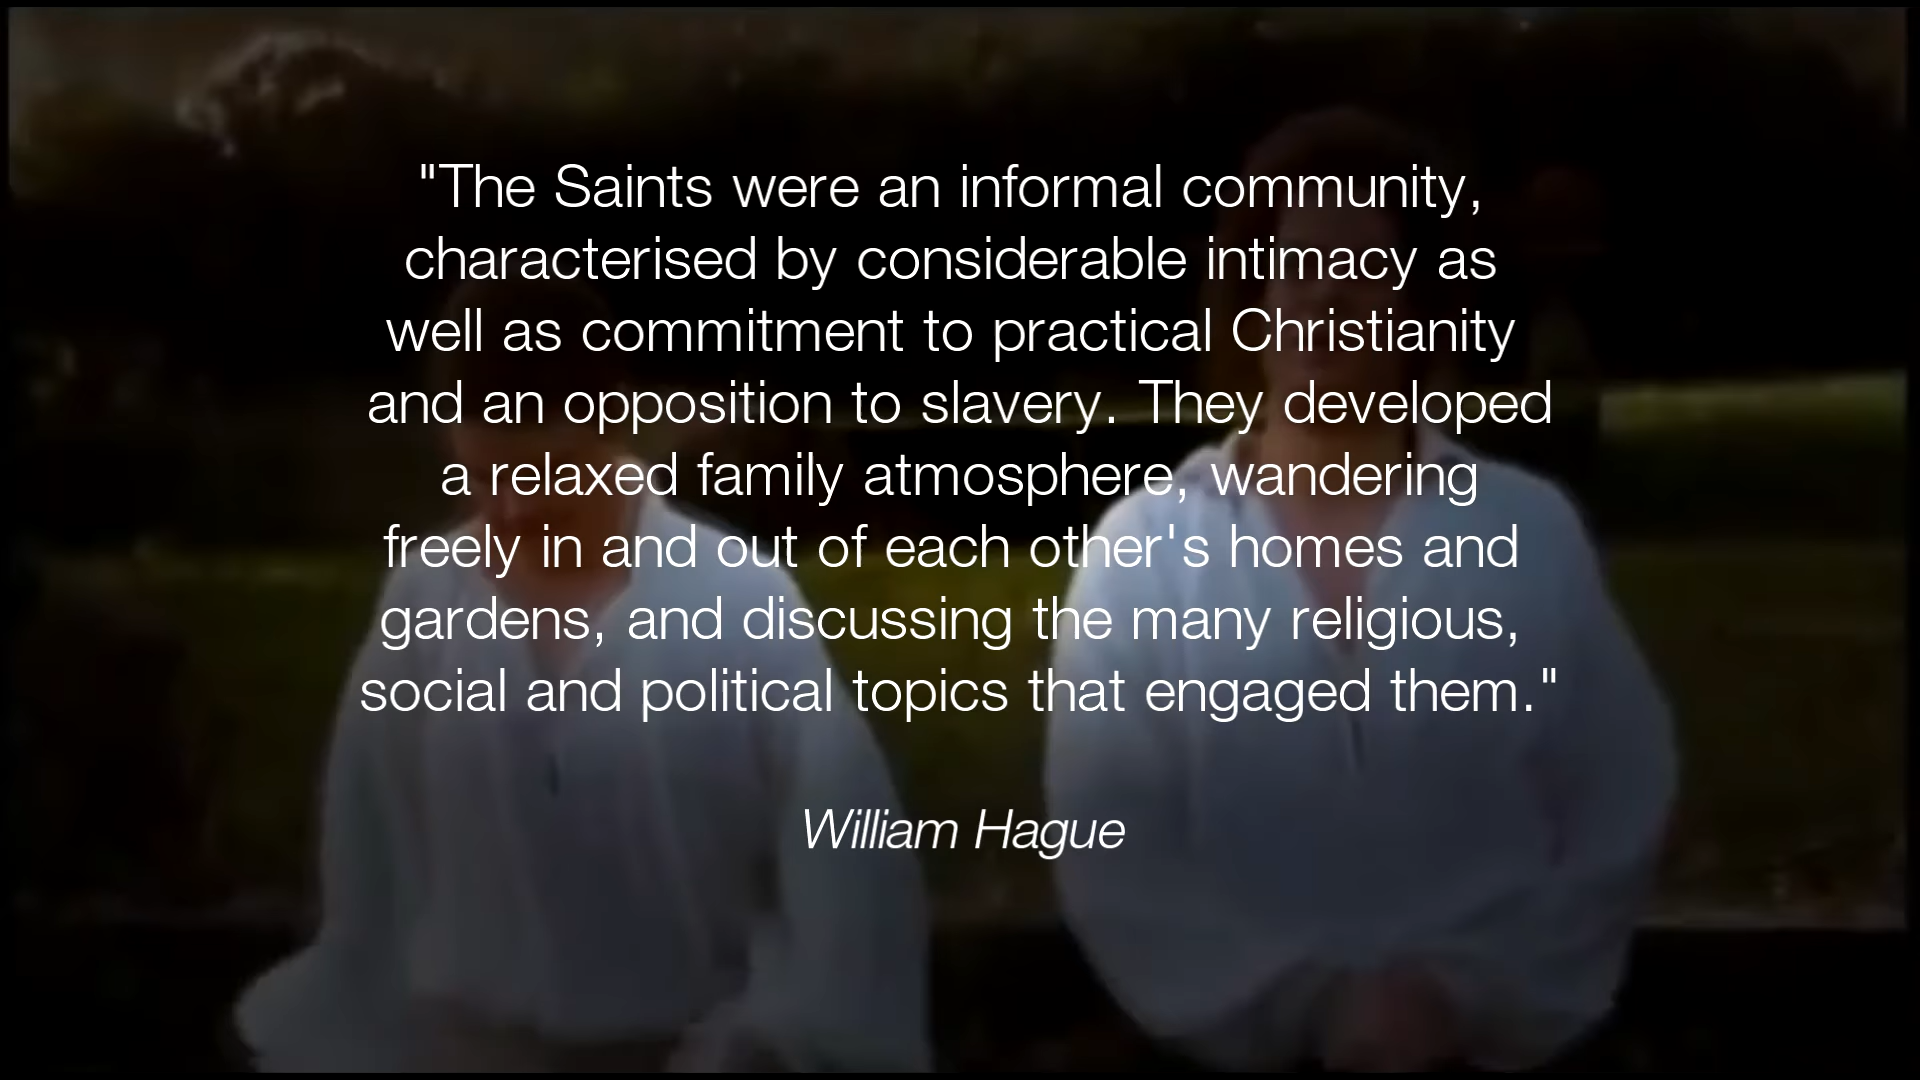 "The Saints were an informal community,
characterised by considerable intimacy as
well as commitment to practical Christianity
and an opposition to slavery. They developed
a relaxed family atmosphere, wandering
freely in and out of each other's homes and
gardens, and discussing the many religious,
social and political topics that engaged them."
William Hague